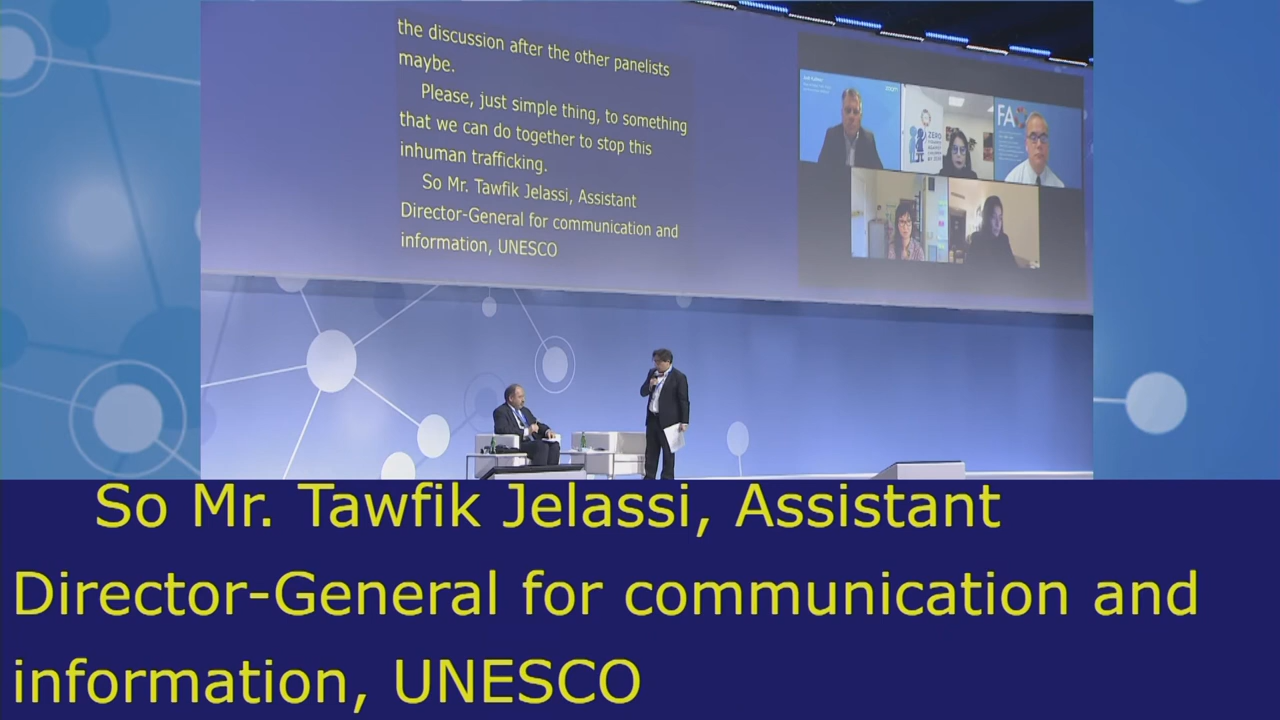 the discussion after the other panelists
maybe.
Please, just simple thing, to something
that we can do together to stop this
inhuman trafficking.
So Mr. Tawfik Jelassi, Assistant
Director-General for communication and
information, UNESCO
ZERO
FA
So Mr. Tawfik Jelassi, Assistant
Director-General for communication and
information, UNESCO